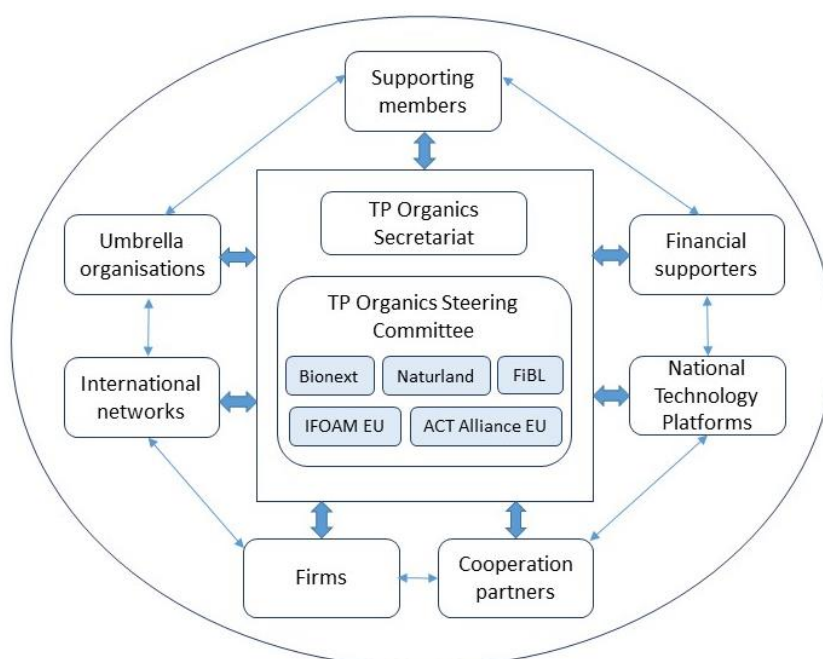 Supporting
members
TP Organics
Secretariat
Umbrella
organisations
Financial
supporters
TP Organics Steering
Committee
Bionext
Naturland
FiBL
International
networks
National
Technology
Platforms
IFOAM EU
ACT Alliance EU
Firms
Cooperation
partners